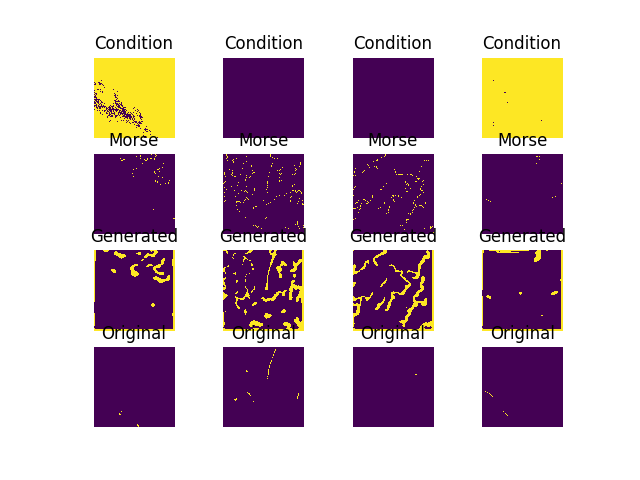 Condition Condition Condition Condition
Morse Morse Morse Morse
Generated Generated Generated Generated
Original Original Original Original